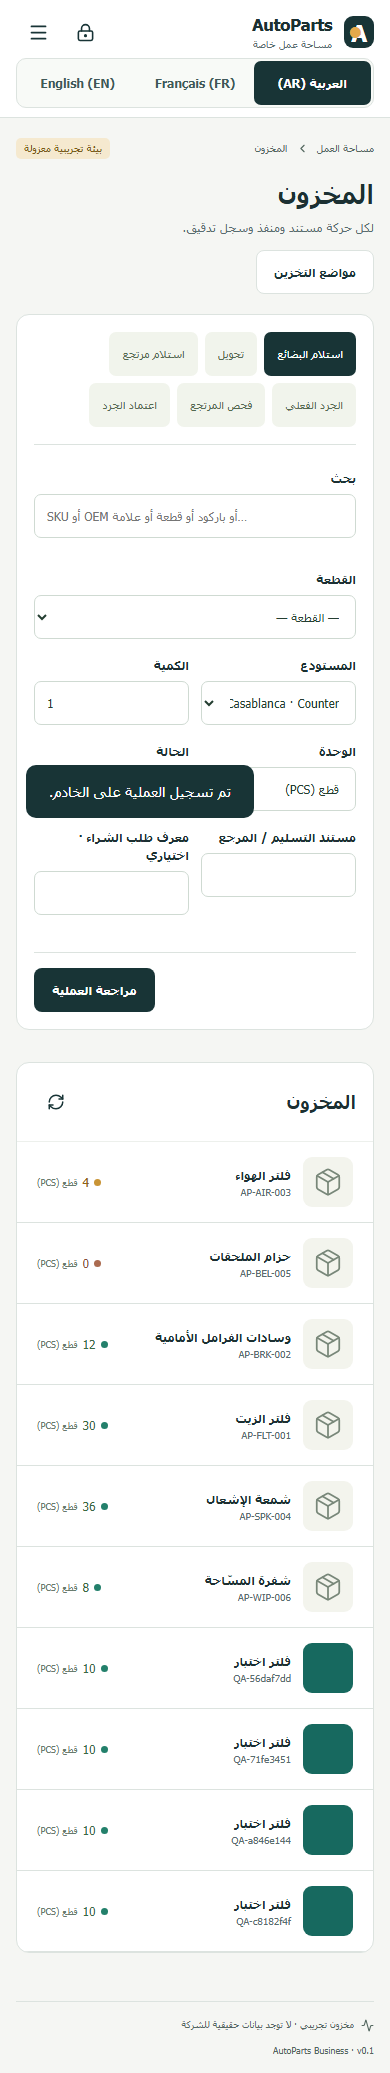 AutoParts
مساحة عمل خاصة
العربية (AR)
Français (FR)
English (EN)
مساحة العمل
المخزون
بيئة تجريبية معزولة
المخزون
لكل حركة مستند ومنفذ وسجل تدقيق.
مواضع التخزين
استلام البضائع
تحويل
استلام مرتجع
الجرد الفعلي
فحص المرتجع
اعتماد الجرد
بحث
SKU أو OEM أو باركود أو قطعة أو علامة...
القطعة
— القطعة —
المستودع
الكمية
Casablanca · Counter
1
الوحدة
الحالة
قطع (PCS)
تم تسجيل العملية على الخادم.
مستند التسليم / المرجع
معرف طلب الشراء ·
اختياري
مراجعة العملية
المخزون
فلتر الهواء
AP-AIR-003
4 قطع (PCS)
حزام الملحقات
AP-BEL-005
0 قطع (PCS)
وسادات الفرامل الأمامية
AP-BRK-002
12 قطع (PCS)
فلتر الزيت
AP-FLT-001
30 قطع (PCS)
شمعة الإشعال
AP-SPK-004
36 قطع (PCS)
شفرة المسّاحة
AP-WIP-006
8 قطع (PCS)
فلتر اختبار
QA-56daf7dd
10 قطع (PCS)
فلتر اختبار
QA-71fe3451
10 قطع (PCS)
فلتر اختبار
QA-a846e144
10 قطع (PCS)
فلتر اختبار
QA-c8182f4f
10 قطع (PCS)
مخزون تجريبي · لا توجد بيانات حقيقية للشركة
AutoParts Business · v0.1